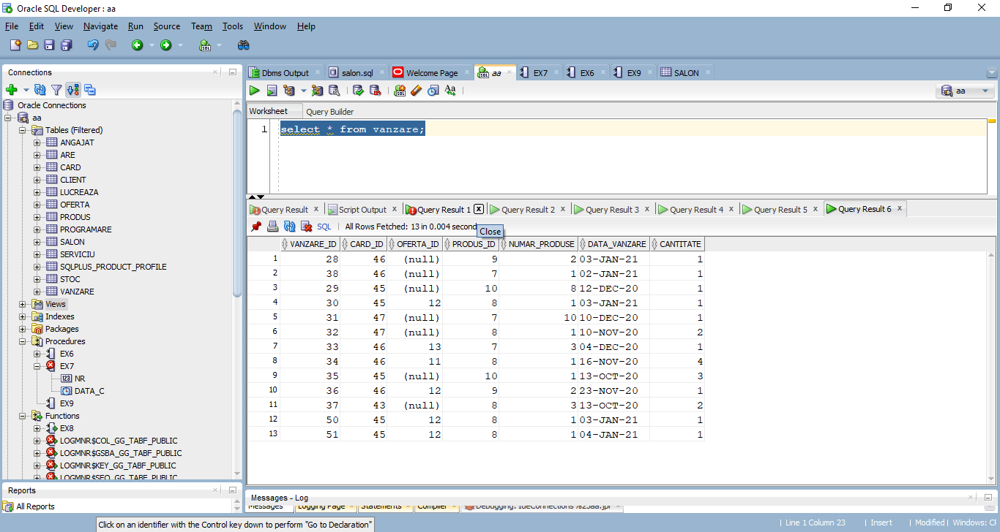 Oracle SQL Developer : aa
File Edit View Navigate Run Source Team Tools Window Help
Connections
Oracle Connections
aa
Tables (Filtered)
ANGAJAT
ARE
CARD
CLIENT
LUCREAZA
OFERTA
PRODUS
PROGRAMARE
SALON
SERVICIU
SQLPLUS_PRODUCT_PROFILE
STOC
VANZARE
Views
Indexes
Packages
Procedures
EX6
EX7
NR
DATA_C
EX9
Functions
EX8
LOGMNR$COL_GG_TABF_PUBLIC
LOGMNR$GSBA_GG_TABF_PUBLIC
LOGMNR$KEY_GG_TABF_PUBLIC
LOGMNR$SEQ_GG_TABF_PUBLIC
Reports
All Reports
Dbms Output salon.sql Welcome Page aa EX7 EX6 EX9 SALON
aa
Worksheet Query Builder
1 select * from vanzare;
Query Result Script Output Query Result 1 Query Result 2 Query Result 3 Query Result 4 Query Result 5 Query Result 6
SQL All Rows Fetched: 13 in 0.004 second
Close
VANZARE_ID CARD_ID OFERTA_ID PRODUS_ID NUMAR_PRODUSE DATA_VANZARE CANTITATE
1 28 46 (null) 9 2 03-JAN-21 1
2 38 46 (null) 7 1 02-JAN-21 1
3 29 45 (null) 10 8 12-DEC-20 1
4 30 45 12 8 1 03-JAN-21 1
5 31 47 (null) 7 10 10-DEC-20 1
6 32 47 (null) 8 1 10-NOV-20 2
7 33 46 13 7 3 04-DEC-20 1
8 34 46 11 8 1 16-NOV-20 4
9 35 45 (null) 10 1 13-OCT-20 3
10 36 46 12 9 2 23-NOV-20 1
11 37 43 (null) 8 3 13-OCT-20 2
12 50 45 12 8 1 03-JAN-21 1
13 51 45 12 8 1 04-JAN-21 1
Messages - Log
Messages Logging Page Statements Compiler Debugging: IdeConnections%23aa.jpr
Click on an identifier with the Control key down to perform "Go to Declaration"
Line 1 Column 23 Insert Modified Windows: CF